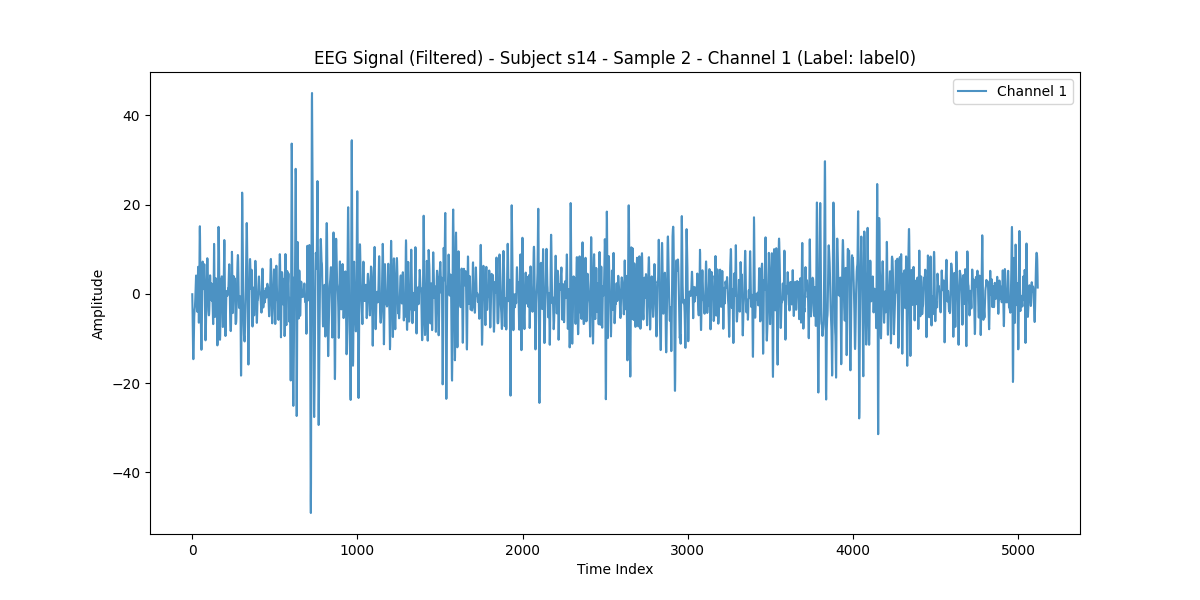 EEG Signal (Filtered) - Subject s14 - Sample 2 - Channel 1 (Label: label0)
Channel 1
40
20
0
−20
−40
Amplitude
0 1000 2000 3000 4000 5000
Time Index